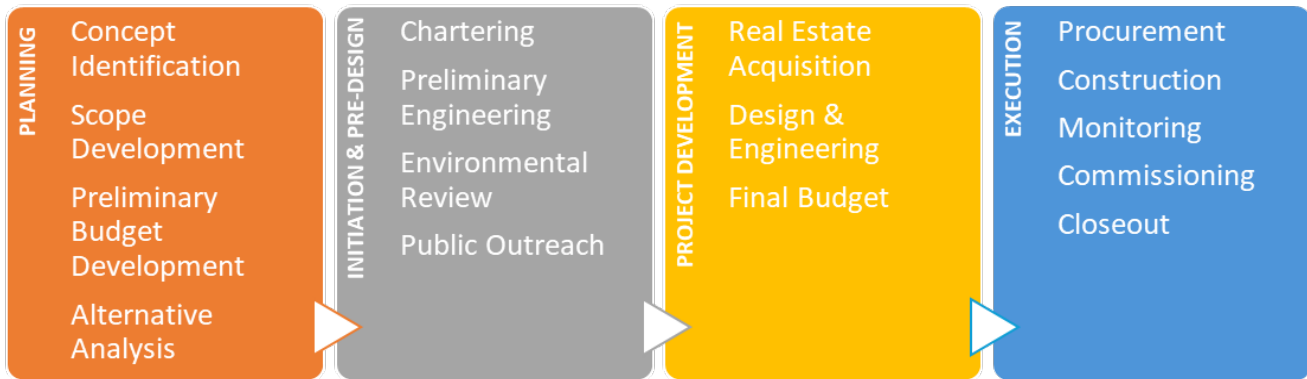 PLANNING
Concept
Identification
Scope
Development
Preliminary
Budget
Development
Alternative
Analysis
INITIATION & PRE-DESIGN
Chartering
Preliminary
Engineering
Environmental
Review
Public Outreach
PROJECT DEVELOPMENT
Real Estate
Acquisition
Design &
Engineering
Final Budget
EXECUTION
Procurement
Construction
Monitoring
Commissioning
Closeout